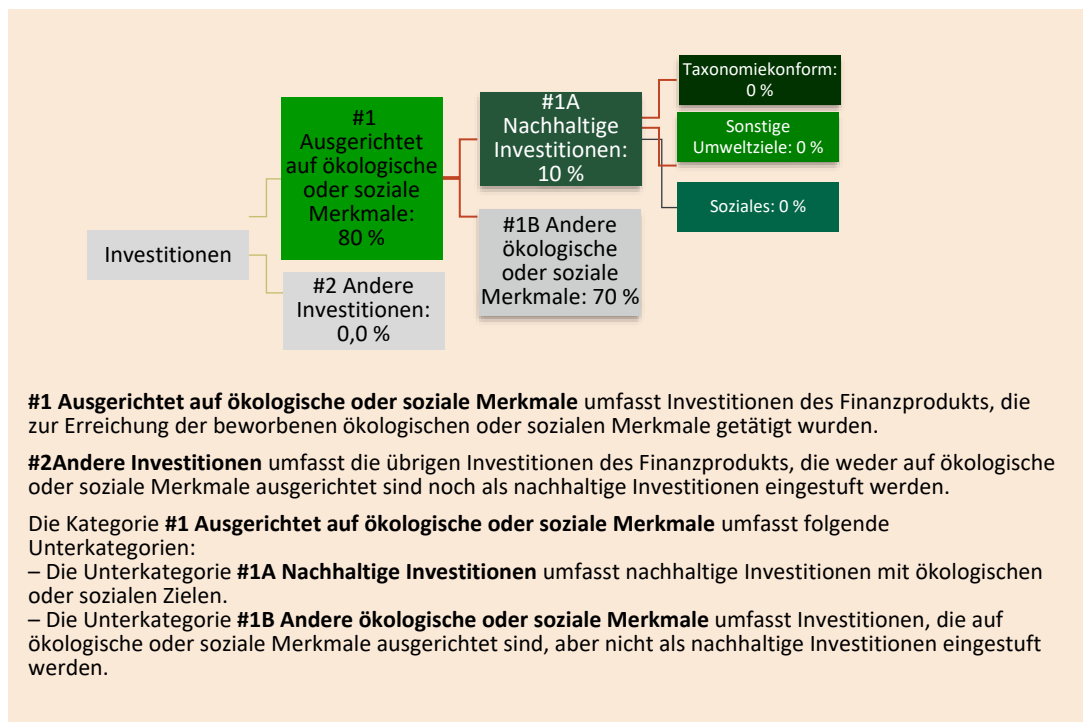 Investitionen
#1
Ausgerichtet
auf ökologische
oder soziale
Merkmale:
80 %
#2 Andere
Investitionen:
0,0 %
#1A
Nachhaltige
Investitionen:
10 %
#1B Andere
ökologische
oder soziale
Merkmale: 70 %
Taxonomiekonform:
0 %
Sonstige
Umweltziele: 0 %
Soziales: 0 %
#1 Ausgerichtet auf ökologische oder soziale Merkmale umfasst Investitionen des Finanzprodukts, die
zur Erreichung der beworbenen ökologischen oder sozialen Merkmale getätigt wurden.
#2Andere Investitionen umfasst die übrigen Investitionen des Finanzprodukts, die weder auf ökologische
oder soziale Merkmale ausgerichtet sind noch als nachhaltige Investitionen eingestuft werden.
Die Kategorie #1 Ausgerichtet auf ökologische oder soziale Merkmale umfasst folgende
Unterkategorien:
– Die Unterkategorie #1A Nachhaltige Investitionen umfasst nachhaltige Investitionen mit ökologischen
oder sozialen Zielen.
– Die Unterkategorie #1B Andere ökologische oder soziale Merkmale umfasst Investitionen, die auf
ökologische oder soziale Merkmale ausgerichtet sind, aber nicht als nachhaltige Investitionen eingestuft
werden.